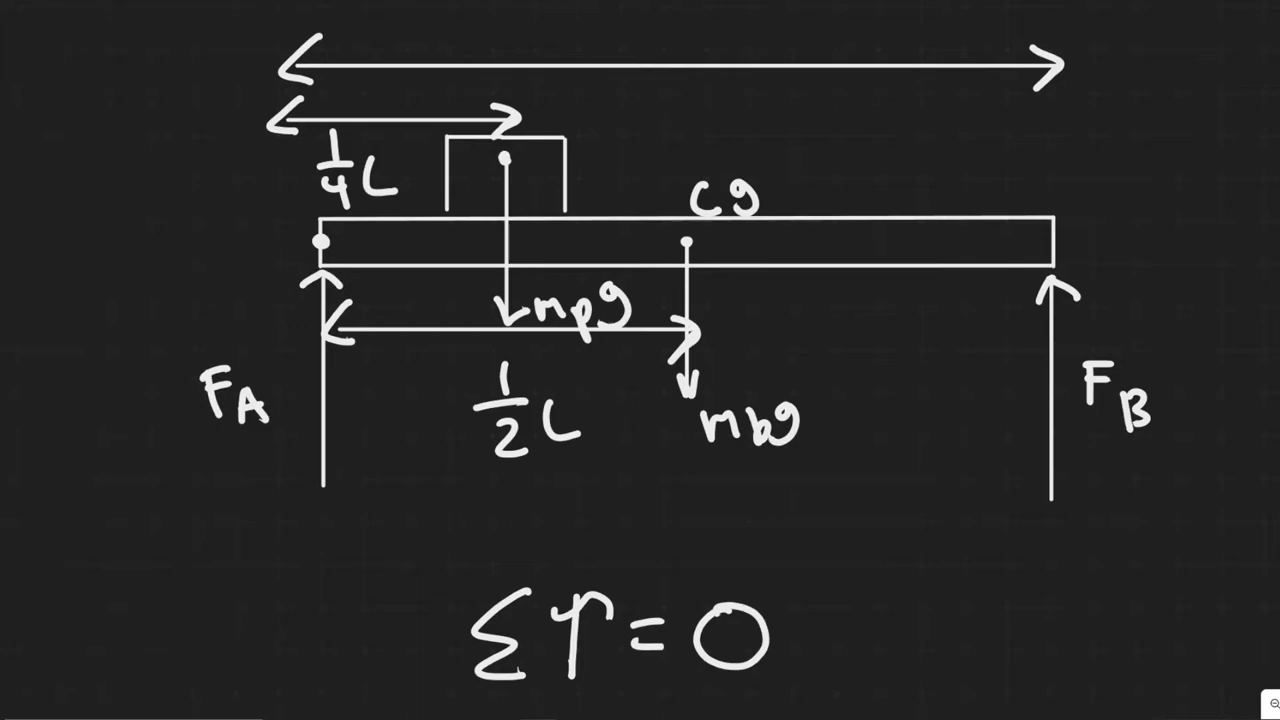 1/4 L
cg
mpg
FA
1/2 L
mbg
FB
Στ=0